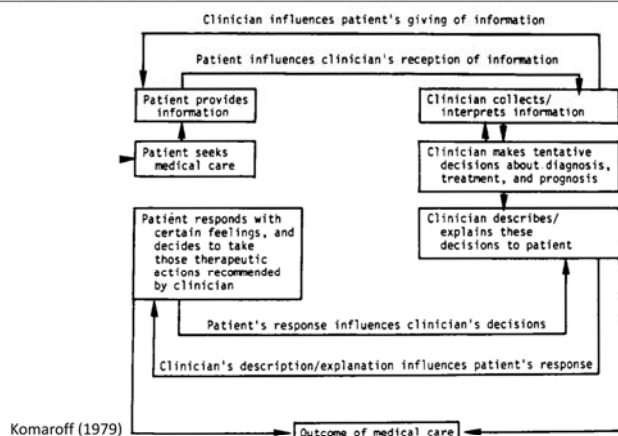 Clinician influences patient's giving of information
Patient influences clinician's reception of information
Patient provides
information
Clinician collects/
interprets information
Patient seeks
medical care
Clinician makes tentative
decisions about diagnosis,
treatment, and prognosis
Patient responds with
certain feelings, and
decides to take
those therapeutic
actions recommended
by clinician
Clinician describes/
explains these
decisions to patient
Patient's response influences clinician's decisions
Clinician's description/explanation influences patient's response
Komaroff (1979)
Outcome of medical care